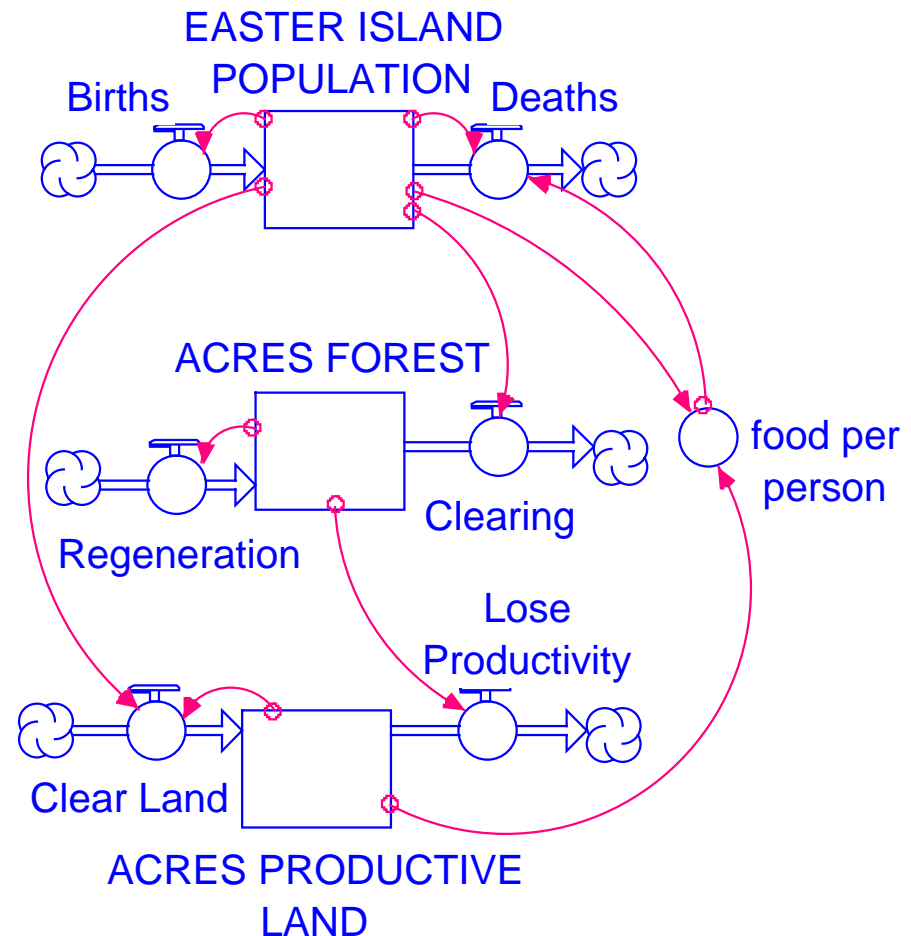 EASTER ISLAND
POPULATION
Births
Deaths
ACRES FOREST
food per
person
Clearing
Regeneration
Lose
Productivity
Clear Land
ACRES PRODUCTIVE
LAND